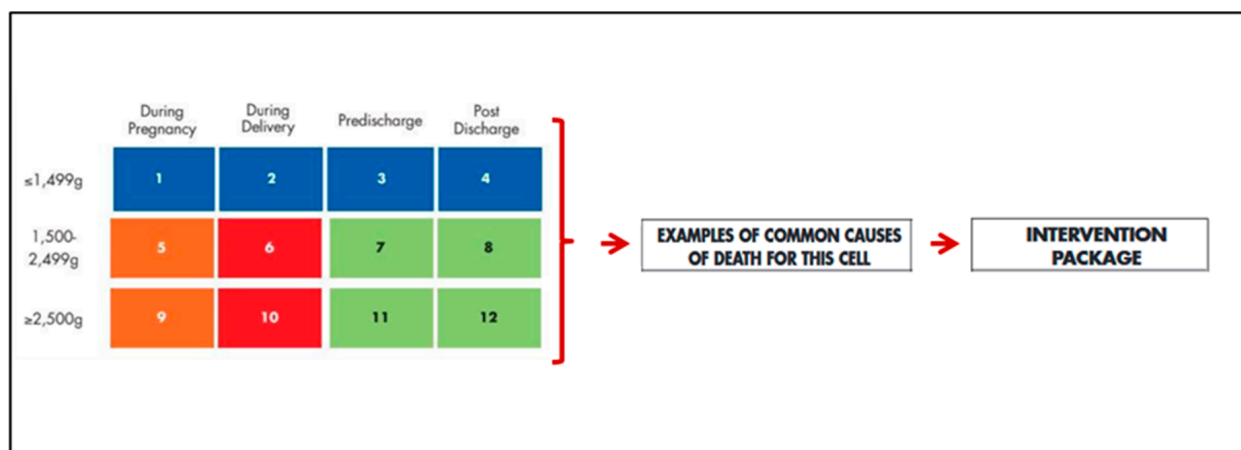 During
Pregnancy
During
Delivery
Predischarge
Post
Discharge
≤1,499g
1
2
3
4
1,500-
2,499g
5
6
7
8
≥2,500g
9
10
11
12
EXAMPLES OF COMMON CAUSES
OF DEATH FOR THIS CELL
INTERVENTION
PACKAGE